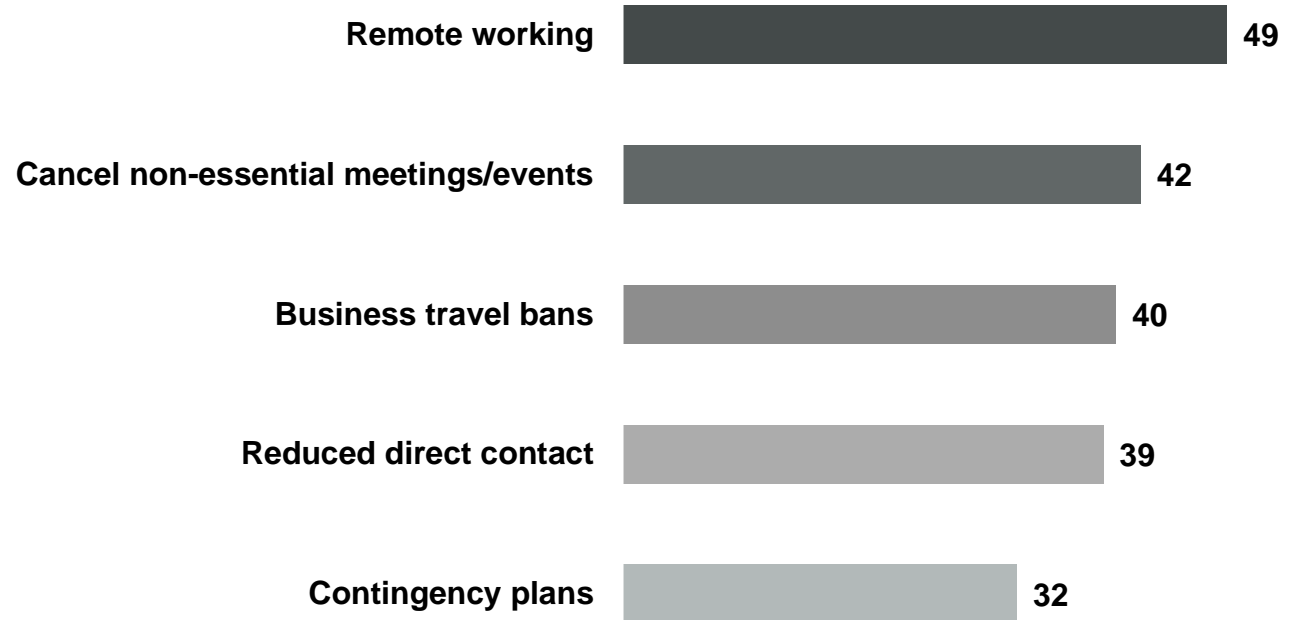 Remote working 49
Cancel non-essential meetings/events 42
Business travel bans 40
Reduced direct contact 39
Contingency plans 32